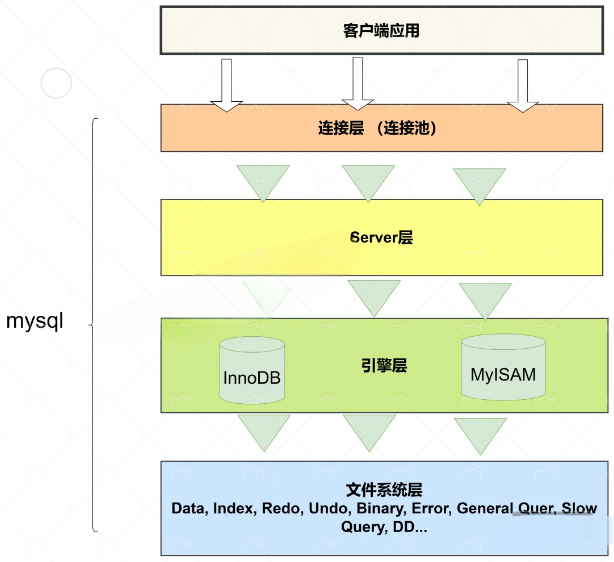 客户端应用
连接层 （连接池）
Server层
mysql
引擎层
InnoDB
MyISAM
文件系统层
Data, Index, Redo, Undo, Binary, Error, General Quer, Slow
Query, DD...